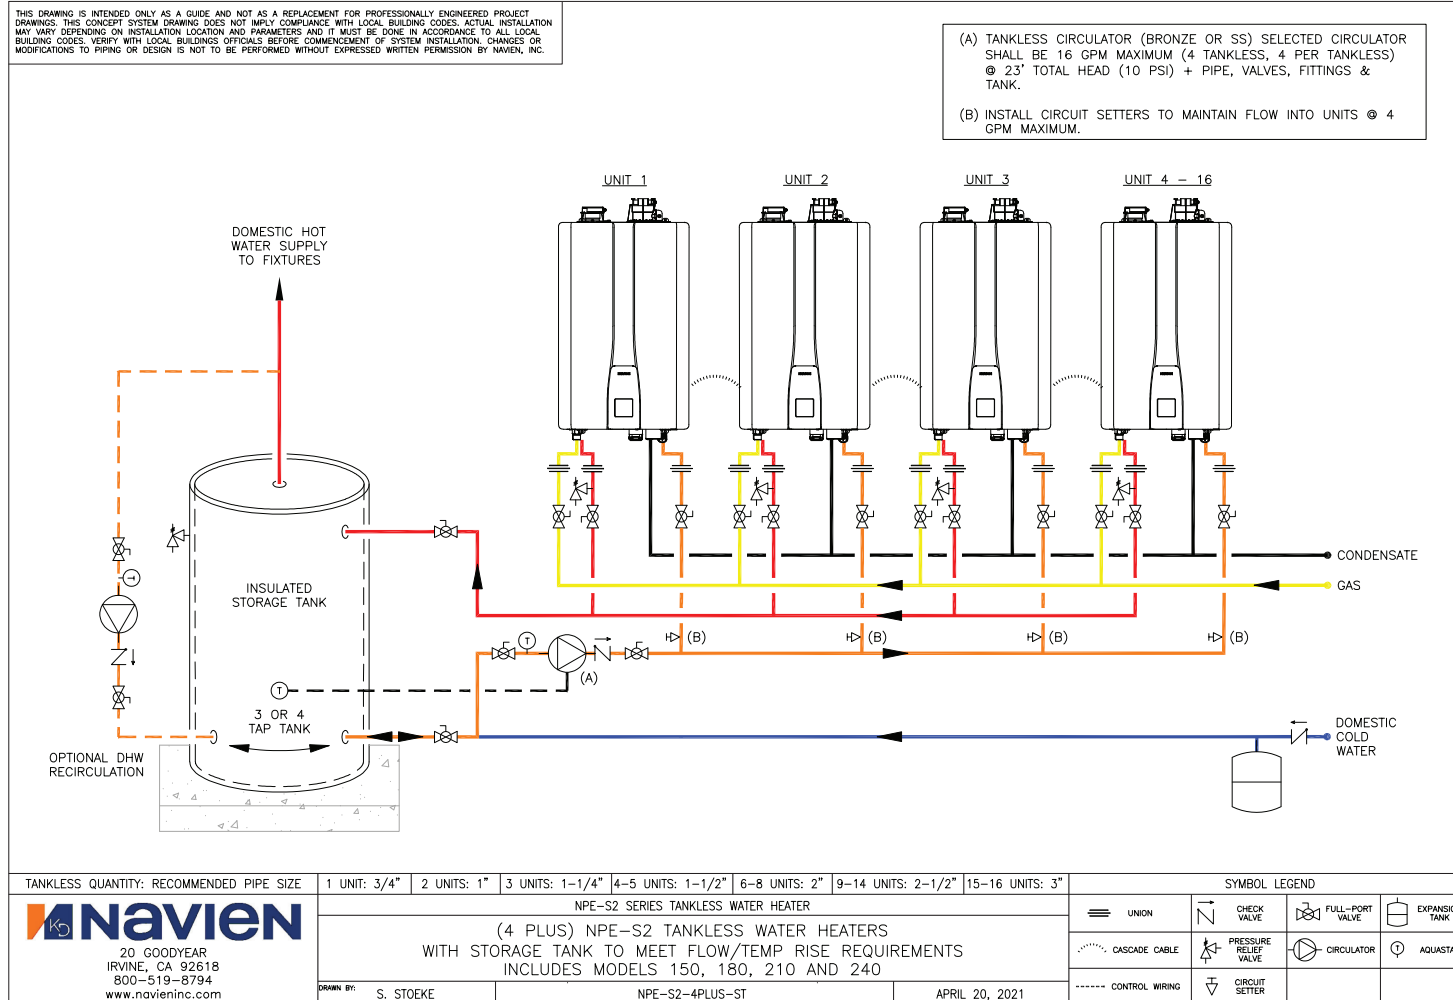 THIS DRAWING IS INTENDED ONLY AS A GUIDE AND NOT AS A REPLACEMENT FOR PROFESSIONALLY ENGINEERED PROJECT
DRAWINGS. THIS CONCEPT SYSTEM DRAWING DOES NOT IMPLY COMPLIANCE WITH LOCAL BUILDING CODES. ACTUAL INSTALLATION
MAY VARY DEPENDING ON INSTALLATION LOCATION AND PARAMETERS AND IT MUST BE DONE IN ACCORDANCE TO ALL LOCAL
BUILDING CODES. VERIFY WITH LOCAL BUILDINGS OFFICIALS BEFORE COMMENCEMENT OF SYSTEM INSTALLATION. CHANGES OR
MODIFICATIONS TO PIPING OR DESIGN IS NOT TO BE PERFORMED WITHOUT EXPRESSED WRITTEN PERMISSION BY NAVIEN, INC.
(A) TANKLESS CIRCULATOR (BRONZE OR SS) SELECTED CIRCULATOR
SHALL BE 16 GPM MAXIMUM (4 TANKLESS, 4 PER TANKLESS)
@ 23' TOTAL HEAD (10 PSI) + PIPE, VALVES, FITTINGS &
TANK.
(B) INSTALL CIRCUIT SETTERS TO MAINTAIN FLOW INTO UNITS @ 4
GPM MAXIMUM.
UNIT 1
UNIT 2
UNIT 3
UNIT 4 - 16
DOMESTIC HOT
WATER SUPPLY
TO FIXTURES
CONDENSATE
GAS
T
INSULATED
STORAGE TANK
T
(A)
(B)
(B)
(B)
(B)
T
3 OR 4
TAP TANK
OPTIONAL DHW
RECIRCULATION
DOMESTIC
COLD
WATER
TANKLESS QUANTITY: RECOMMENDED PIPE SIZE
1 UNIT: 3/4"
2 UNITS: 1"
3 UNITS: 1-1/4"
4-5 UNITS: 1-1/2"
6-8 UNITS: 2"
9-14 UNITS: 2-1/2"
15-16 UNITS: 3"
SYMBOL LEGEND
KD NAVIEN
20 GOODYEAR
IRVINE, CA 92618
800-519-8794
www.navieninc.com
NPE-S2 SERIES TANKLESS WATER HEATER
(4 PLUS) NPE-S2 TANKLESS WATER HEATERS
WITH STORAGE TANK TO MEET FLOW/TEMP RISE REQUIREMENTS
INCLUDES MODELS 150, 180, 210 AND 240
DRAWN BY:
S. STOEKE
NPE-S2-4PLUS-ST
APRIL 20, 2021
UNION
CHECK
VALVE
FULL-PORT
VALVE
EXPANSIO
TANK
CASCADE CABLE
PRESSURE
RELIEF
VALVE
CIRCULATOR
T
AQUASTA
CONTROL WIRING
CIRCUIT
SETTER